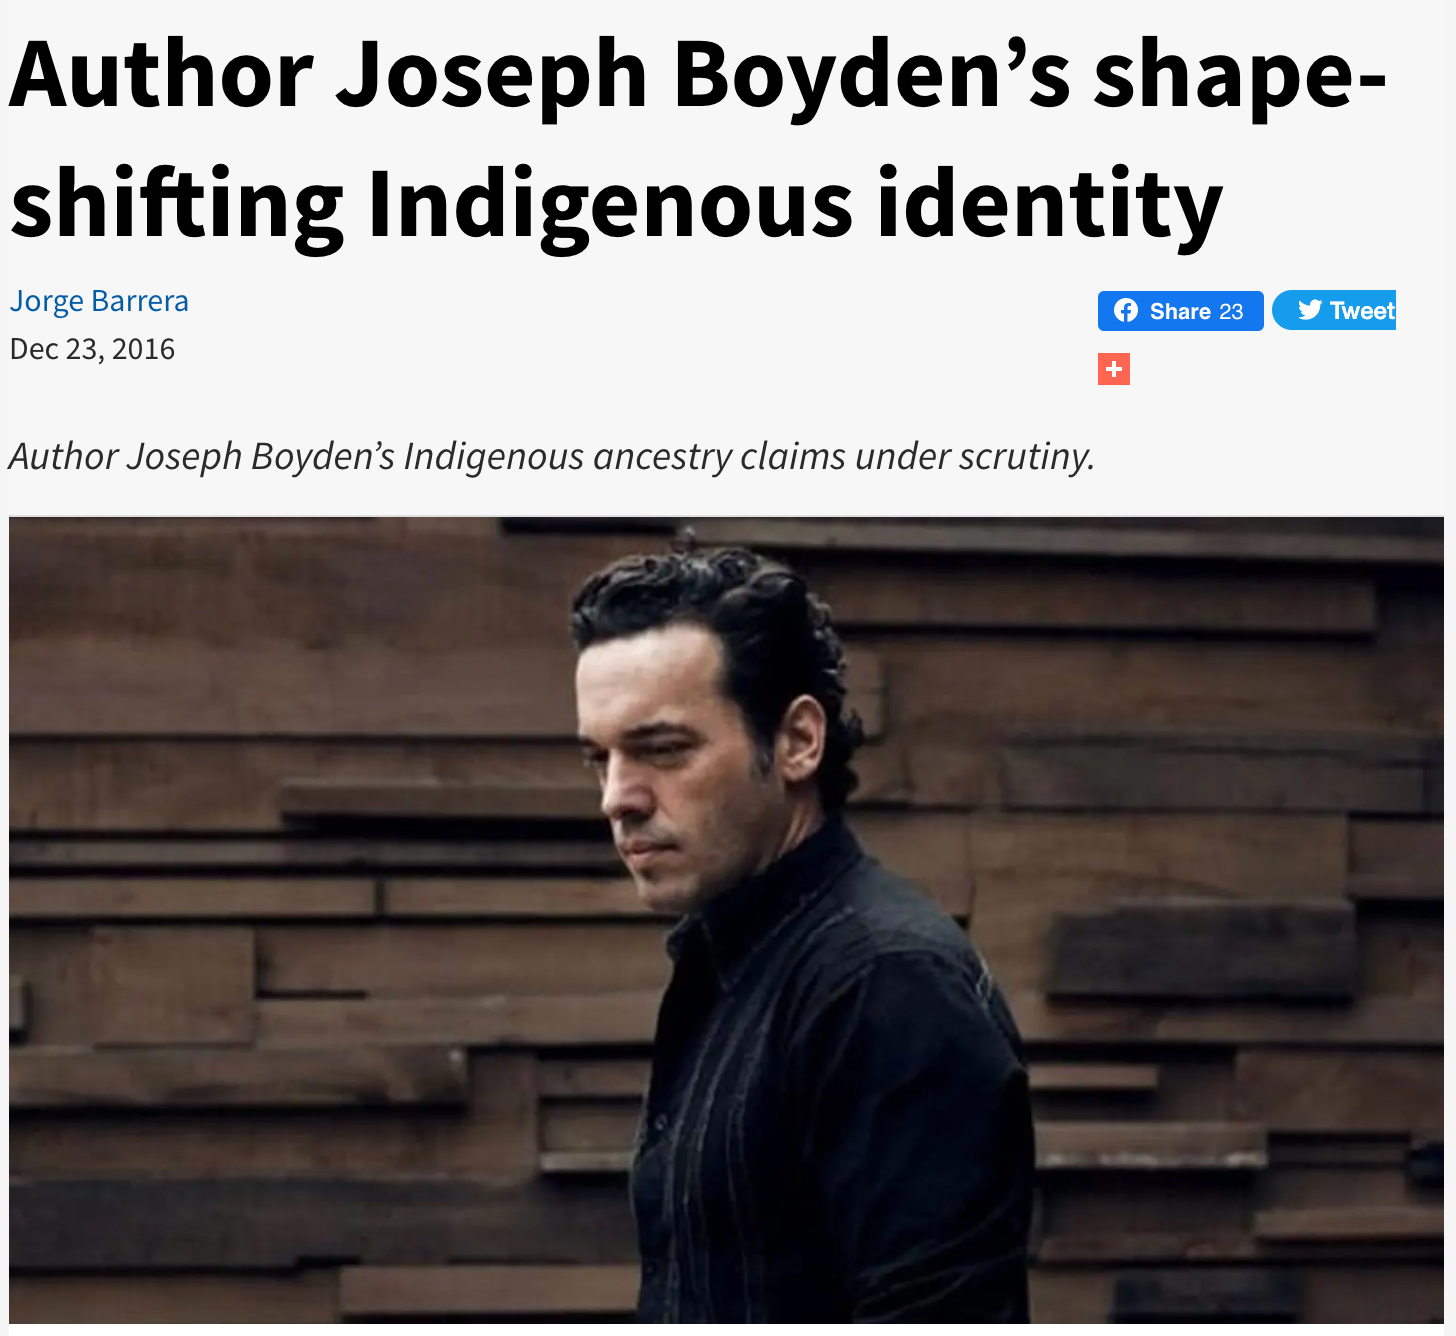 Author Joseph Boyden’s shape-
shifting Indigenous identity
Jorge Barrera
Share 23
Tweet
Dec 23, 2016
Author Joseph Boyden’s Indigenous ancestry claims under scrutiny.